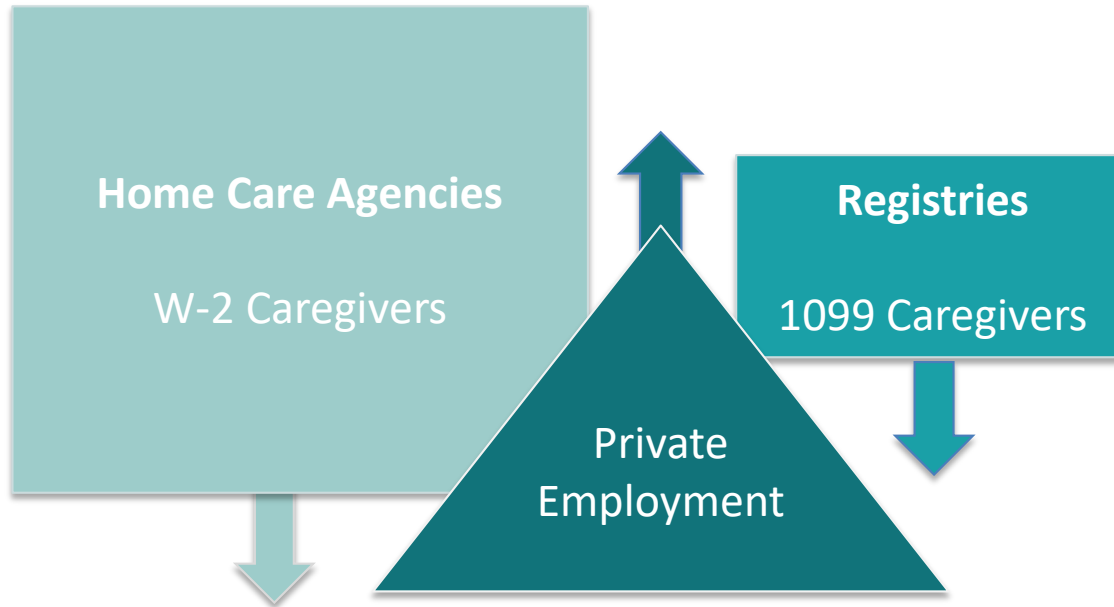 Home Care Agencies
W-2 Caregivers
Registries
1099 Caregivers
Private
Employment